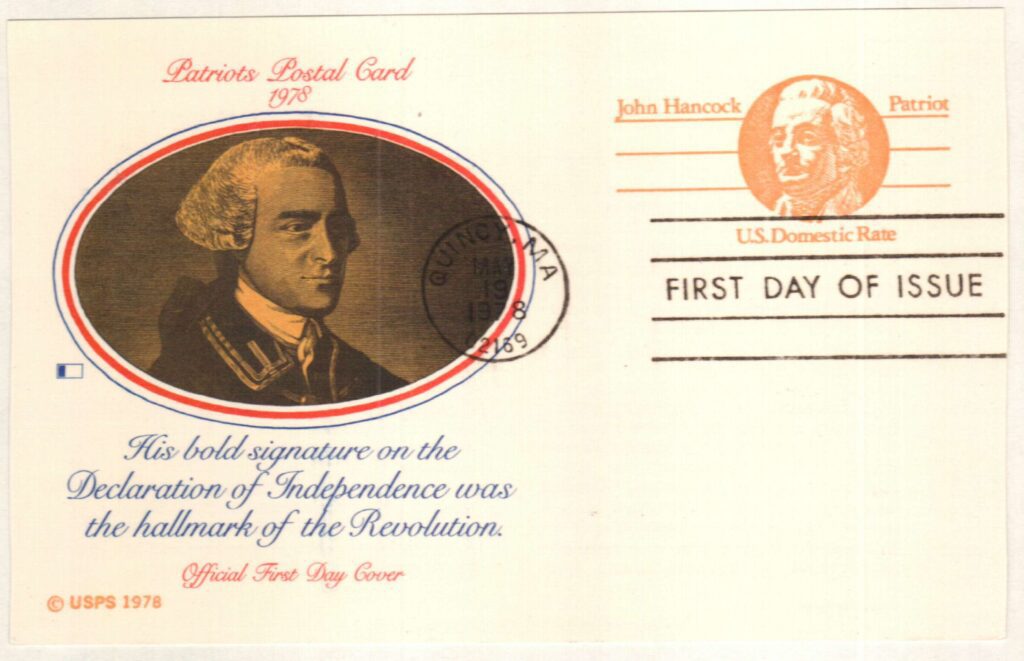 Patriots Postal Card
1978
John Hancock Patriot
U.S. Domestic Rate
QUINCY, MA
MAY
19
1978
02169
FIRST DAY OF ISSUE
His bold signature on the
Declaration of Independence was
the hallmark of the Revolution.
Official First Day Cover
© USPS 1978